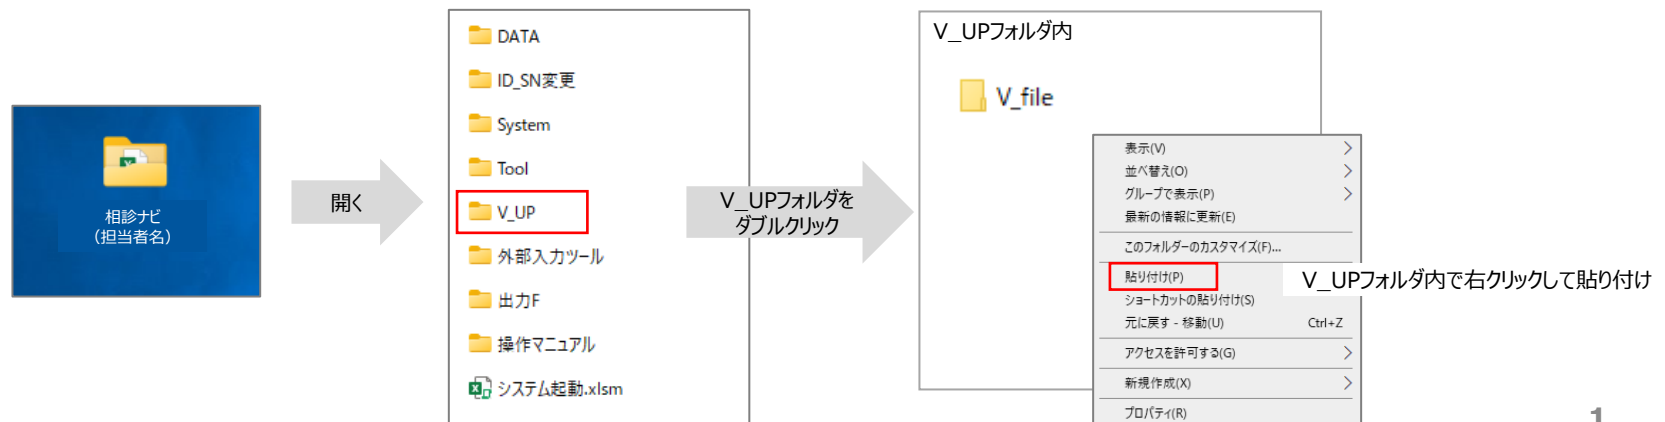 相診ナビ
（担当者名）
開く
DATA
ID_SN変更
System
Tool
V_UP
外部入力ツール
出力F
操作マニュアル
システム起動.xlsm
V_UPフォルダを
ダブルクリック
V_UPフォルダ内
V_file
表示(V)
並べ替え(O)
グループで表示(P)
最新の情報に更新(E)
このフォルダーのカスタマイズ(F)...
貼り付け(P)
ショートカットの貼り付け(S)
元に戻す - 移動(U) Ctrl+Z
アクセスを許可する(G)
新規作成(X)
プロパティ(R)
V_UPフォルダ内で右クリックして貼り付け
1